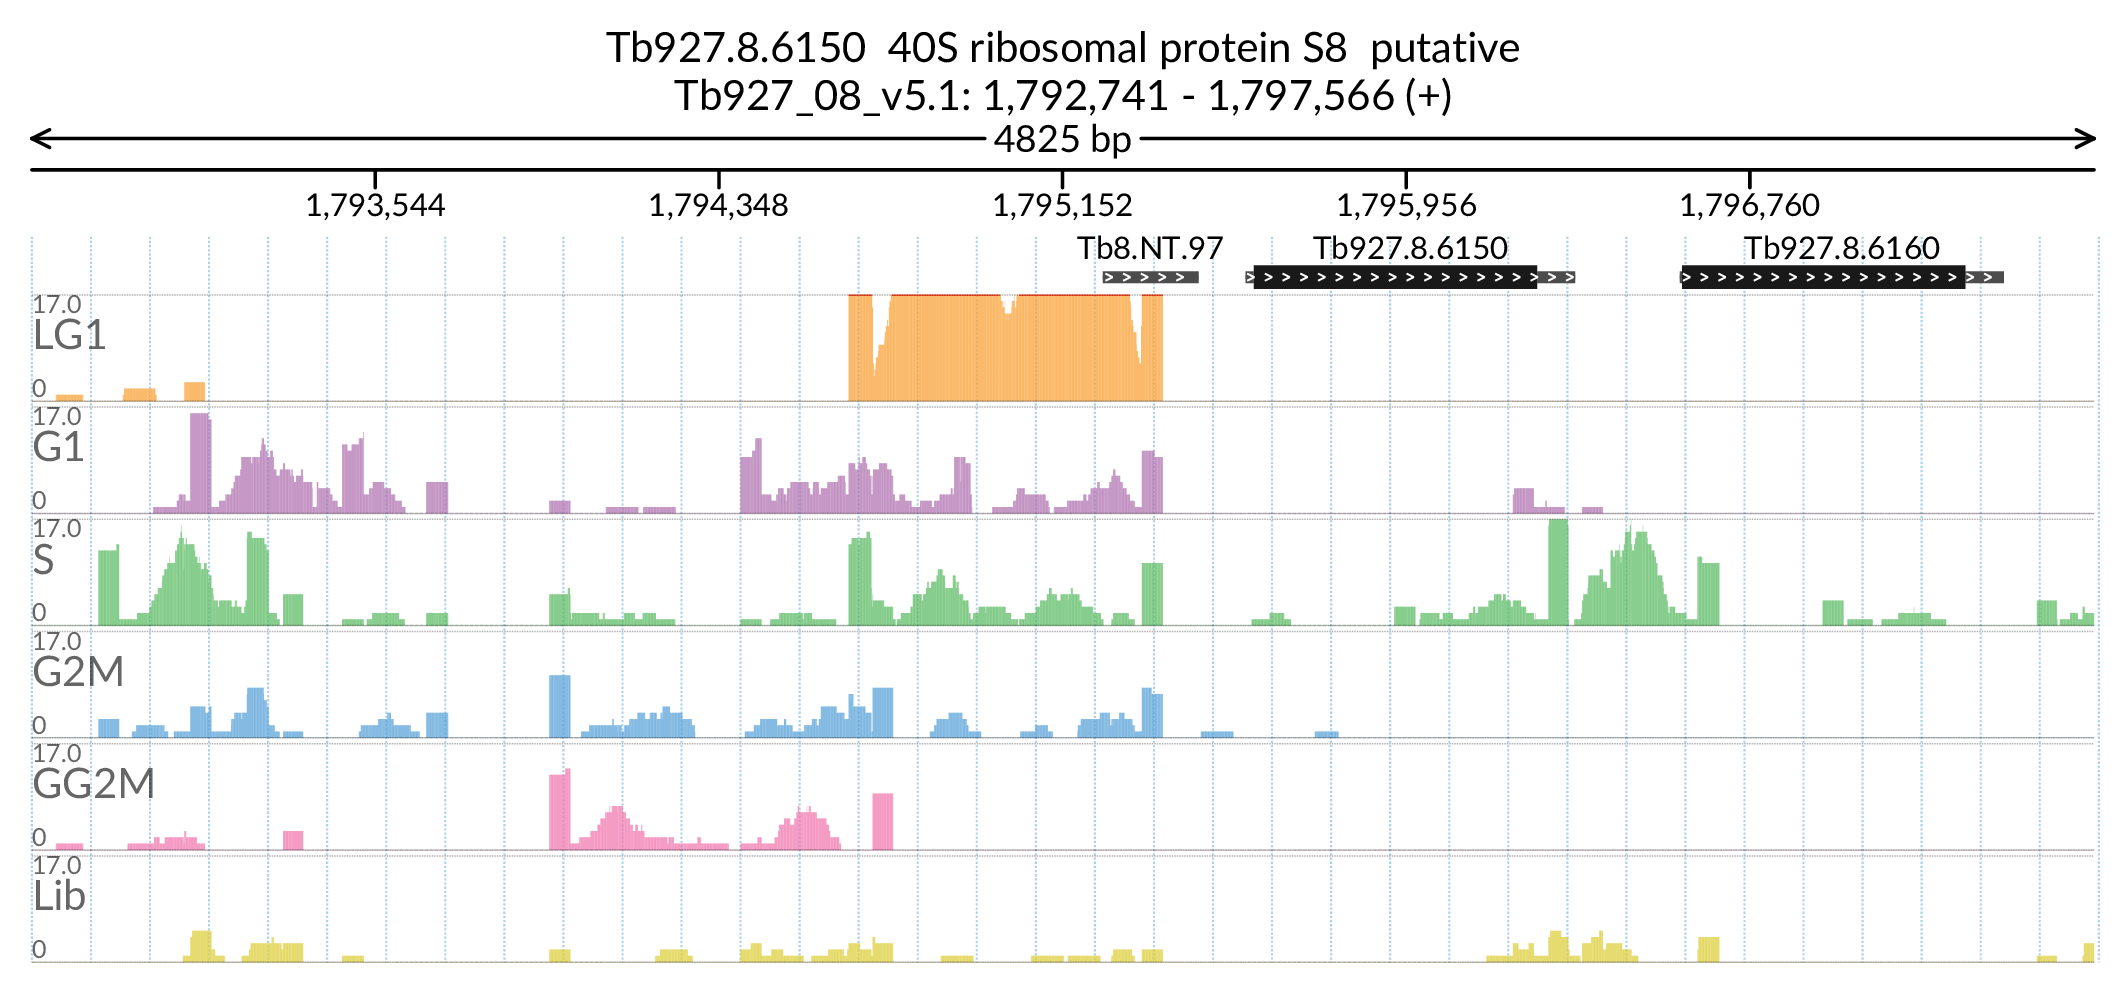 Tb927.8.6150  40S ribosomal protein S8  putative
Tb927_08_v5.1: 1,792,741 - 1,797,566 (+)
4825 bp
1,793,544 1,794,348 1,795,152 1,795,956 1,796,760
Tb8.NT.97 Tb927.8.6150 Tb927.8.6160
17.0
LG1
0
17.0
G1
0
17.0
S
0
17.0
G2M
0
17.0
GG2M
0
17.0
Lib
0